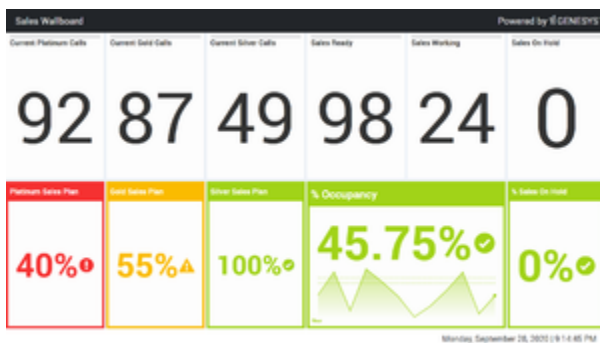 Sales Wallboard
Powered by GENESYS
Current Platinum Calls
Current Gold Calls
Current Silver Calls
Sales Ready
Sales Working
Sales On Hold
92
87
49
98
24
0
Platinum Sales Plan
Gold Sales Plan
Silver Sales Plan
% Occupancy
% Sales On Hold
40%
55%
100%
45.75%
0%
Monday, September 28, 2020 | 9:14:45 PM